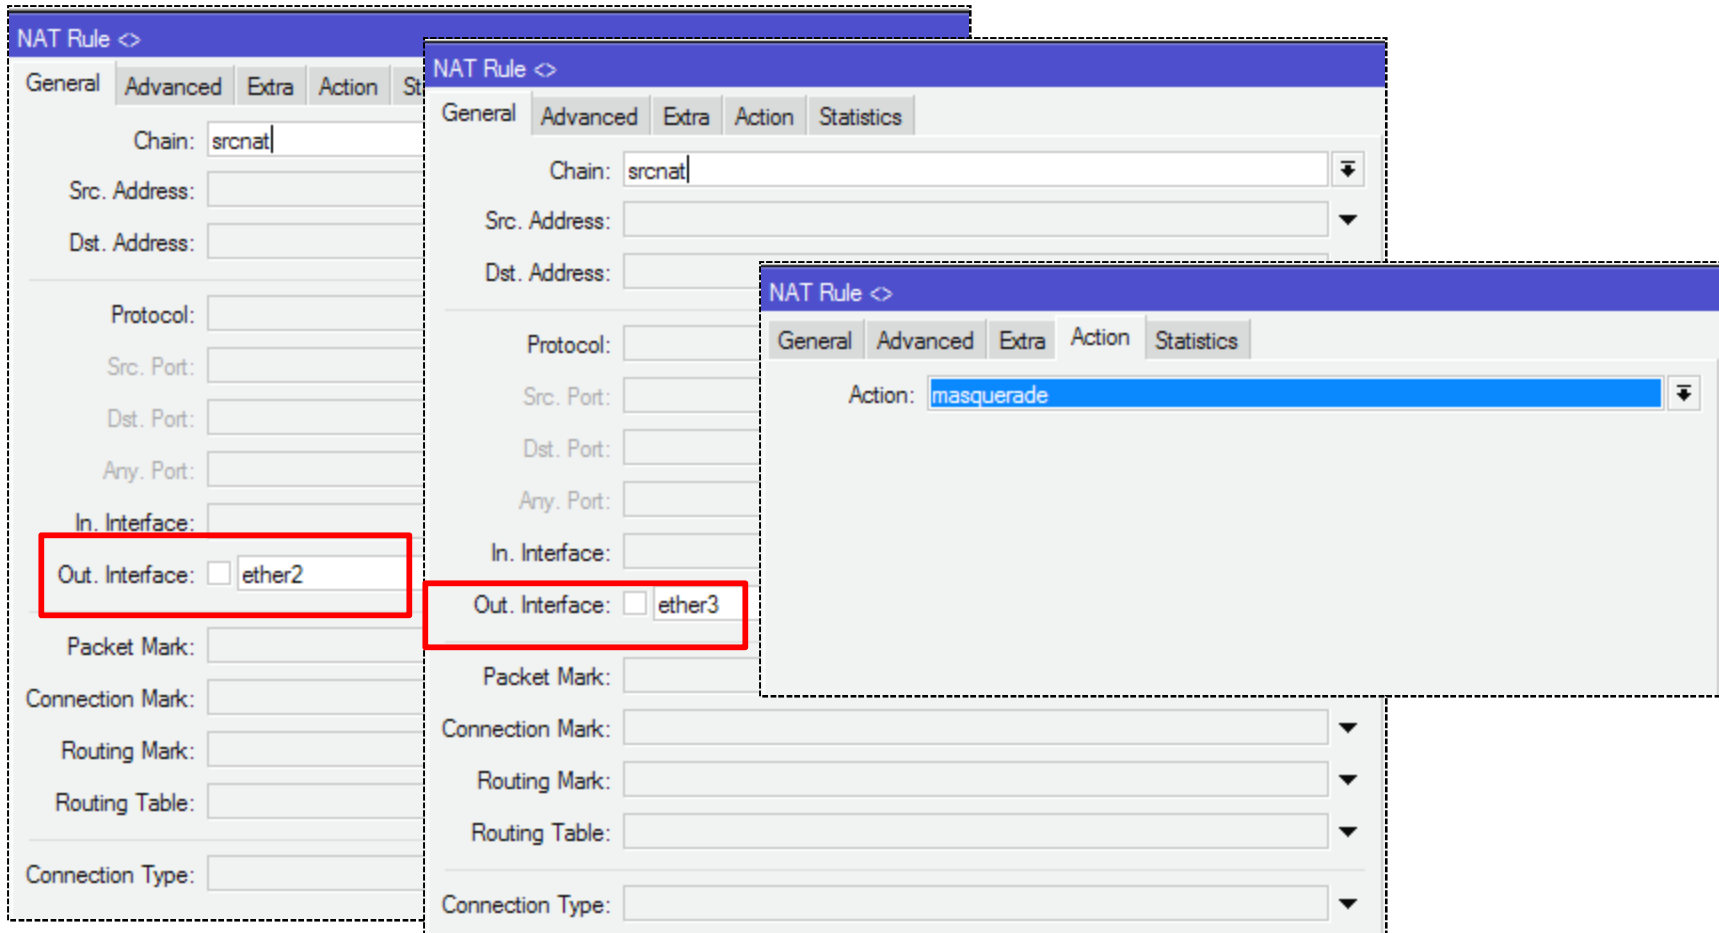 NAT Rule <>
General Advanced Extra Action St
Chain: srcnat
Src. Address:
Dst. Address:
Protocol:
Src. Port:
Dst. Port:
Any. Port:
In. Interface:
Out. Interface: ether2
Packet Mark:
Connection Mark:
Routing Mark:
Routing Table:
Connection Type:
NAT Rule <>
General Advanced Extra Action Statistics
Chain: srcnat
Src. Address:
Dst. Address:
Protocol:
Src. Port:
Dst. Port:
Any. Port:
In. Interface:
Out. Interface: ether3
Packet Mark:
Connection Mark:
Routing Mark:
Routing Table:
Connection Type:
NAT Rule <>
General Advanced Extra Action Statistics
Action: masquerade